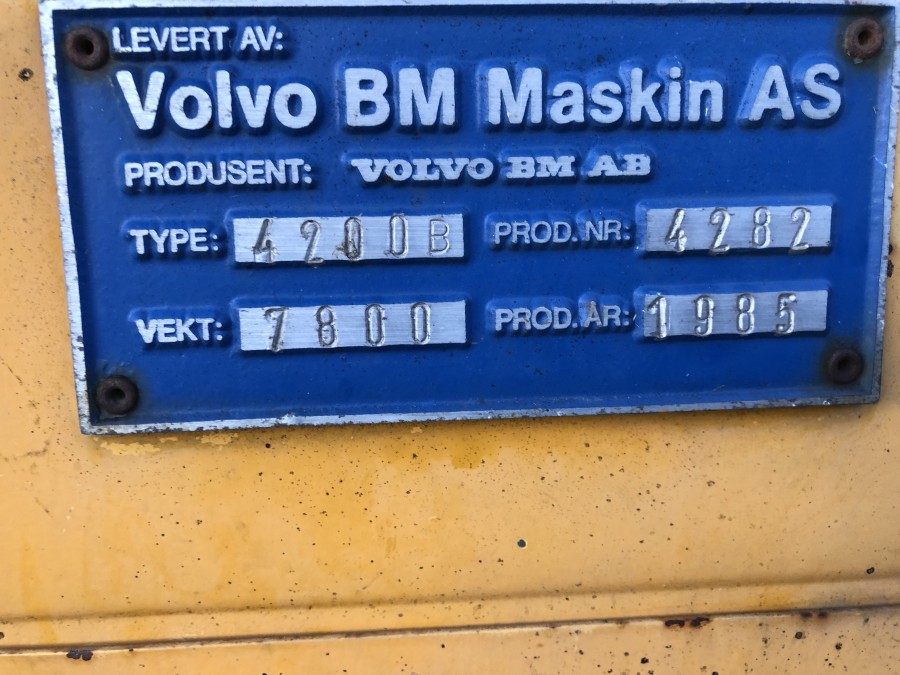 LEVERT AV:
Volvo BM Maskin AS
PRODUSENT: VOLVO BM AB
TYPE: 4200B PROD.NR: 4282
VEKT: 7800 PROD.ÅR: 1985